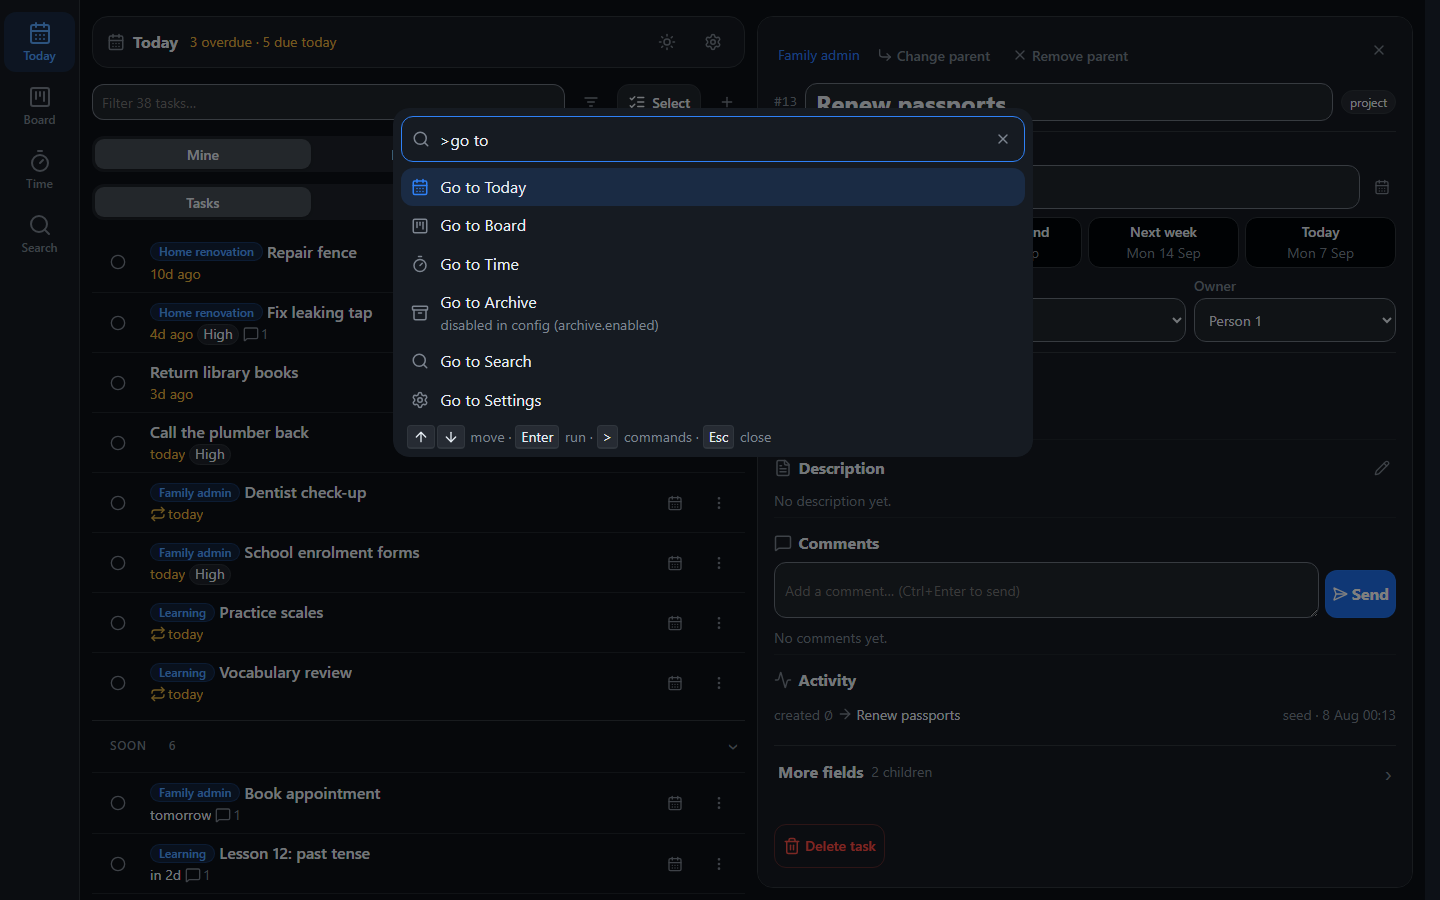 Today
Board
Time
Search
Today 3 overdue · 5 due today
Filter 38 tasks...
Select
Mine
Tasks
Home renovation Repair fence
10d ago
Home renovation Fix leaking tap
4d ago High 1
Return library books
3d ago
Call the plumber back
today High
Family admin Dentist check-up
today
Family admin School enrolment forms
today High
Learning Practice scales
today
Learning Vocabulary review
today
SOON 6
Family admin Book appointment
tomorrow 1
Learning Lesson 12: past tense
in 2d 1
>go to
Go to Today
Go to Board
Go to Time
Go to Archive
disabled in config (archive.enabled)
Go to Search
Go to Settings
↑ ↓ move · Enter run · > commands · Esc close
Family admin Change parent Remove parent
#13 Renew passports project
Next week
Mon 14 Sep
Today
Mon 7 Sep
Owner
Person 1
Description
No description yet.
Comments
Add a comment... (Ctrl+Enter to send)
Send
No comments yet.
Activity
created ∅ → Renew passports seed · 8 Aug 00:13
More fields 2 children
Delete task